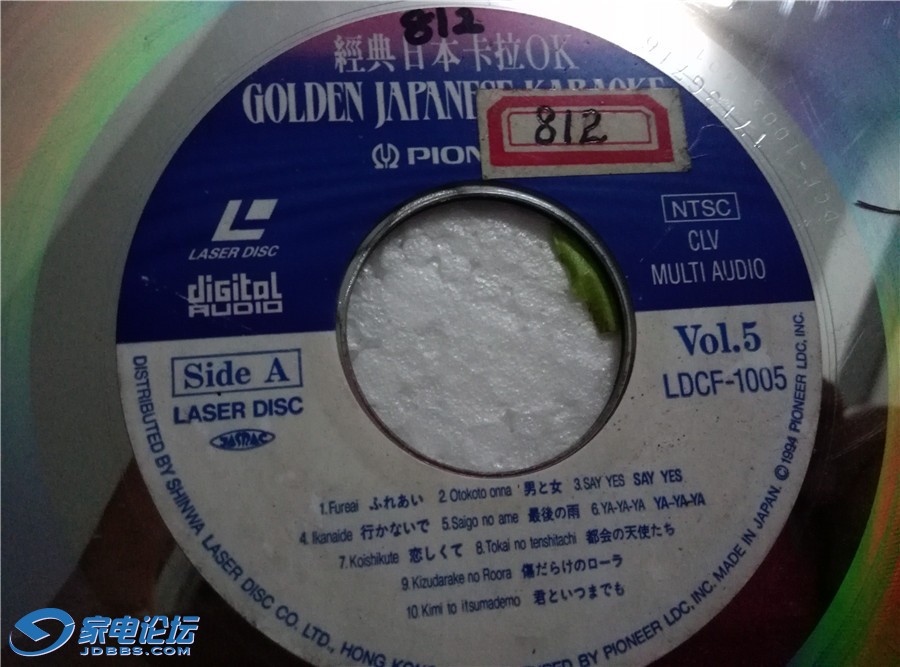 812
經典日本卡拉OK
GOLDEN JAPANESE KARAOKE
812
PION
LASER DISC
digital AUDIO
NTSC
CLV
MULTI AUDIO
Side A
LASER DISC
JASRAC
Vol.5
LDCF-1005
1.Fureai ふれあい 2.Otokoto onna 男と女 3.SAY YES SAY YES
4.Ikanaide 行かないで 5.Saigo no ame 最後の雨 6.YA-YA-YA YA-YA-YA
7.Koishikute 恋しくて 8.Tokai no tenshitachi 都会の天使たち
9.Kizudarake no Roora 傷だらけのローラ
10.Kimi to itsumademo 君といつまでも
DISTRIBUTED BY SHINWA LASER DISC CO. LTD., HONG KON
BY PIONEER LDC, INC. MADE IN JAPAN. ©1994 PIONEER LDC, INC.
家电论坛
JDBBS.COM